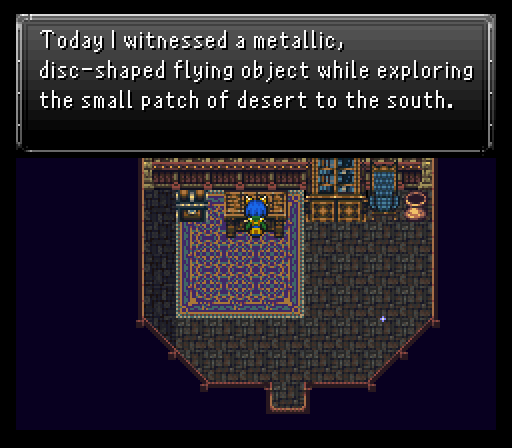 Today I witnessed a metallic,
disc-shaped flying object while exploring
the small patch of desert to the south.